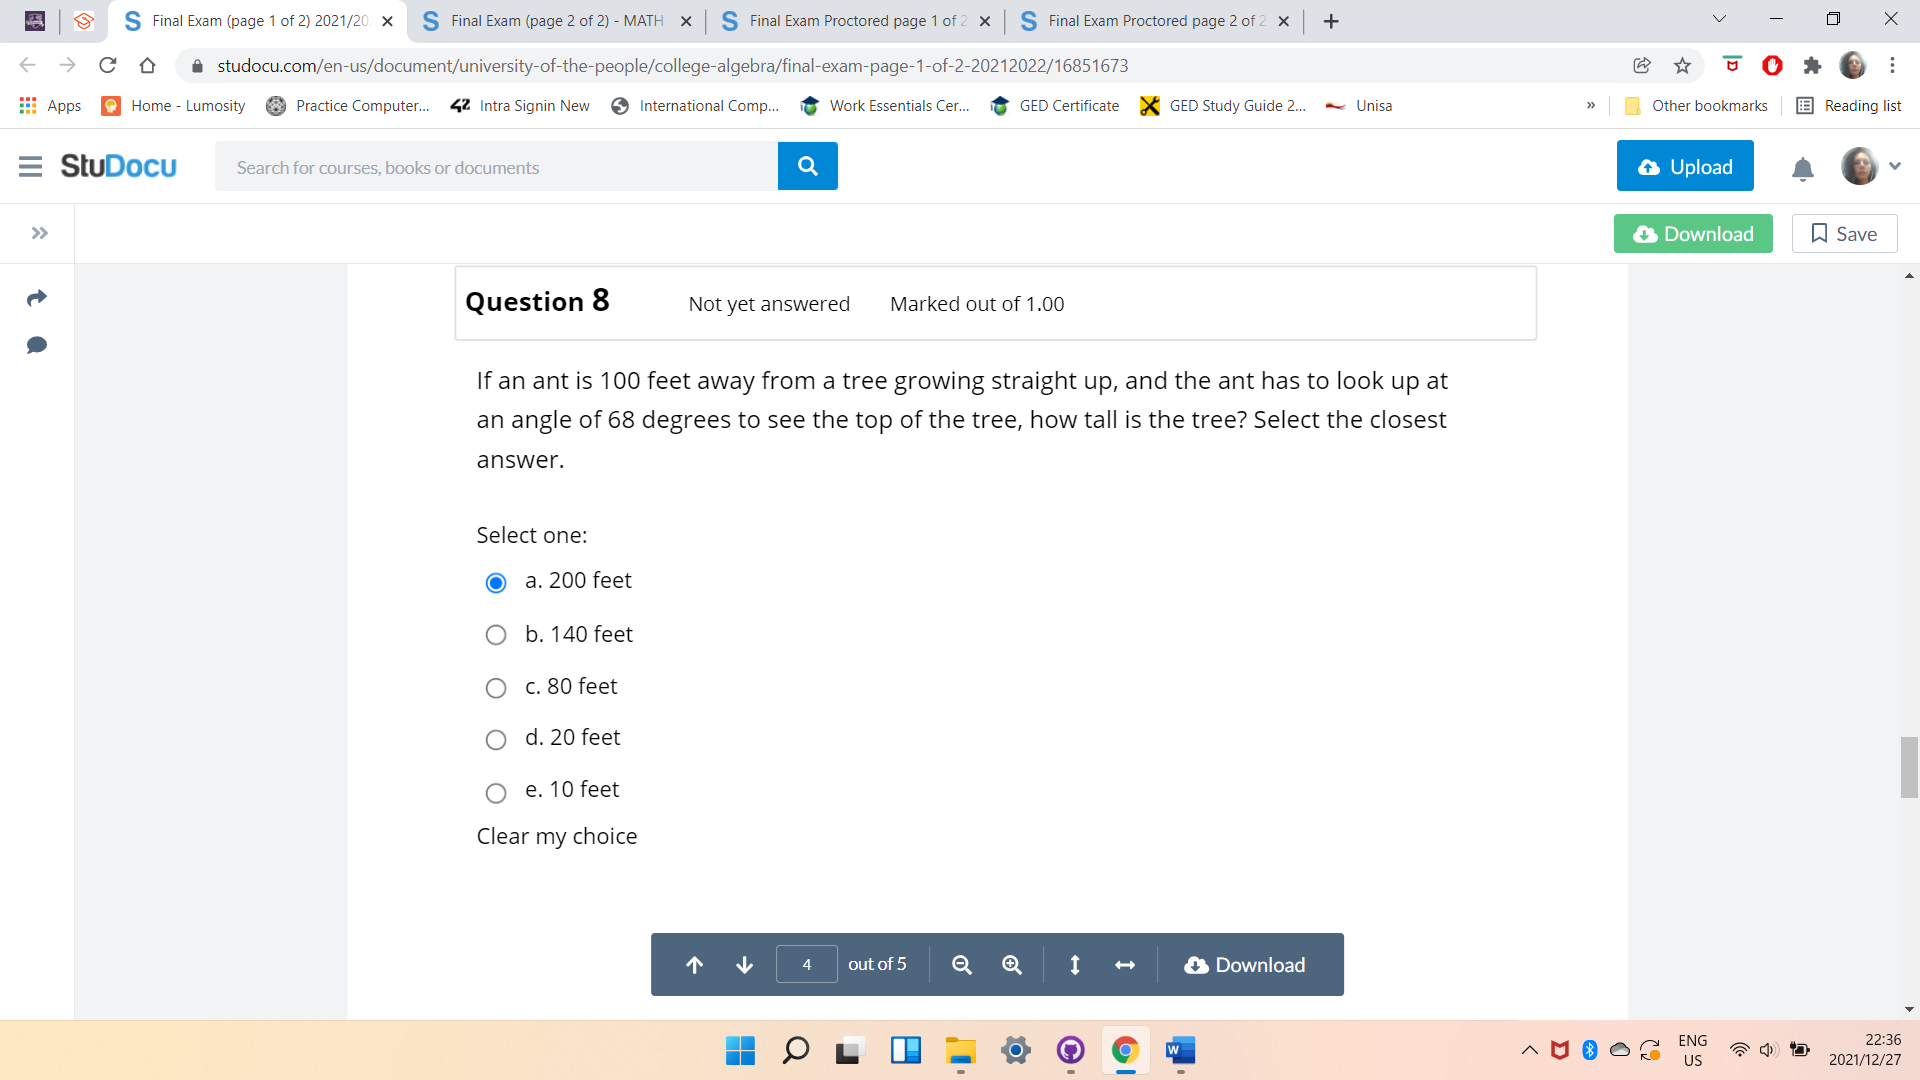 Final Exam (page 1 of 2) 2021/20
Final Exam (page 2 of 2) - MATH
Final Exam Proctored page 1 of 2
Final Exam Proctored page 2 of 2
studocu.com/en-us/document/university-of-the-people/college-algebra/final-exam-page-1-of-2-20212022/16851673
Apps
Home - Lumosity
Practice Computer...
Intra Signin New
International Comp...
Work Essentials Cer...
GED Certificate
GED Study Guide 2...
Unisa
»
Other bookmarks
Reading list
StuDocu
Search for courses, books or documents
Upload
Download
Save
Question 8 Not yet answered Marked out of 1.00
If an ant is 100 feet away from a tree growing straight up, and the ant has to look up at
an angle of 68 degrees to see the top of the tree, how tall is the tree? Select the closest
answer.
Select one:
a. 200 feet
b. 140 feet
c. 80 feet
d. 20 feet
e. 10 feet
Clear my choice
4 out of 5
Download
ENG
US
22:36
2021/12/27